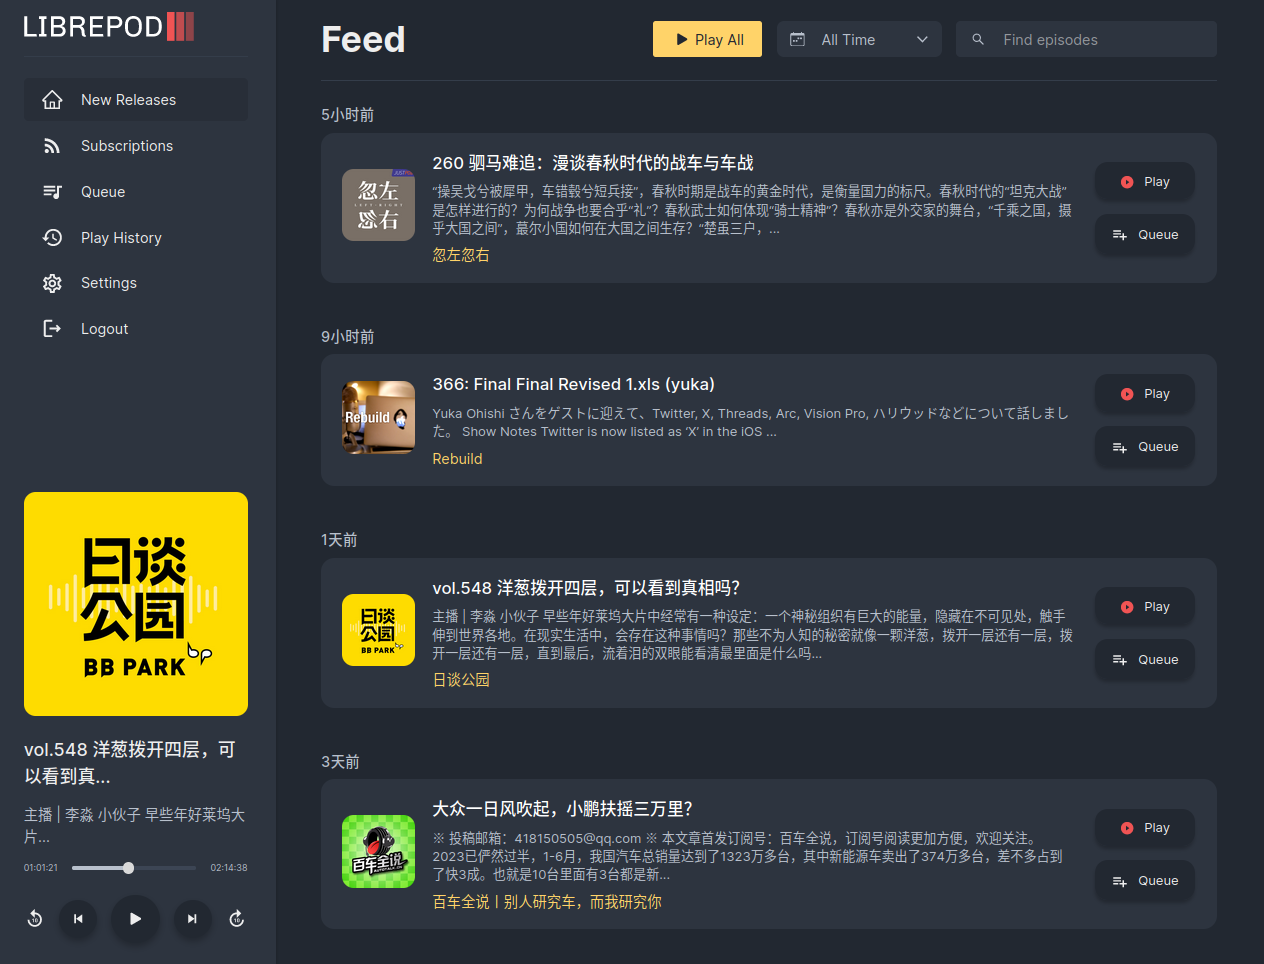 LIBREPOD
New Releases
Subscriptions
Queue
Play History
Settings
Logout
日谈
公园
BB PARK
bp
vol.548 洋葱拨开四层，可
以看到真...
主播 | 李淼 小伙子 早些年好莱坞大
片...
01:01:21
02:14:38
10
10
Feed
Play All
All Time
Find episodes
5小时前
忽左
LEFT-RIGHT
忽右
260 驷马难追：漫谈春秋时代的战车与车战
“操吴戈兮被犀甲，车错毂兮短兵接”，春秋时期是战车的黄金时代，是衡量国力的标尺。春秋时代的“坦克大战”
是怎样进行的？为何战争也要合乎“礼”？春秋武士如何体现“骑士精神”？春秋亦是外交家的舞台，“千乘之国，摄
乎大国之间”，蕞尔小国如何在大国之间生存？“楚虽三户，...
忽左忽右
Play
Queue
9小时前
Rebuild
366: Final Final Revised 1.xls (yuka)
Yuka Ohishi さんをゲストに迎えて、Twitter, X, Threads, Arc, Vision Pro, ハリウッドなどについて話しまし
た。 Show Notes Twitter is now listed as ‘X’ in the iOS ...
Rebuild
Play
Queue
1天前
日谈
公园
BB PARK
bp
vol.548 洋葱拨开四层，可以看到真相吗？
主播 | 李淼 小伙子 早些年好莱坞大片中经常有一种设定：一个神秘组织有巨大的能量，隐藏在不可见处，触手
伸到世界各地。在现实生活中，会存在这种事情吗？那些不为人知的秘密就像一颗洋葱，拨开一层还有一层，拨
开一层还有一层，直到最后，流着泪的双眼能看清最里面是什么吗...
日谈公园
Play
Queue
3天前
百车全说
大众一日风吹起，小鹏扶摇三万里？
※ 投稿邮箱：418150505@qq.com ※ 本文章首发订阅号：百车全说，订阅号阅读更加方便，欢迎关注。
2023已俨然过半，1-6月，我国汽车总销量达到了1323万多台，其中新能源车卖出了374万多台，差不多占到
了快3成。也就是10台里面有3台都是新...
百车全说丨别人研究车，而我研究你
Play
Queue